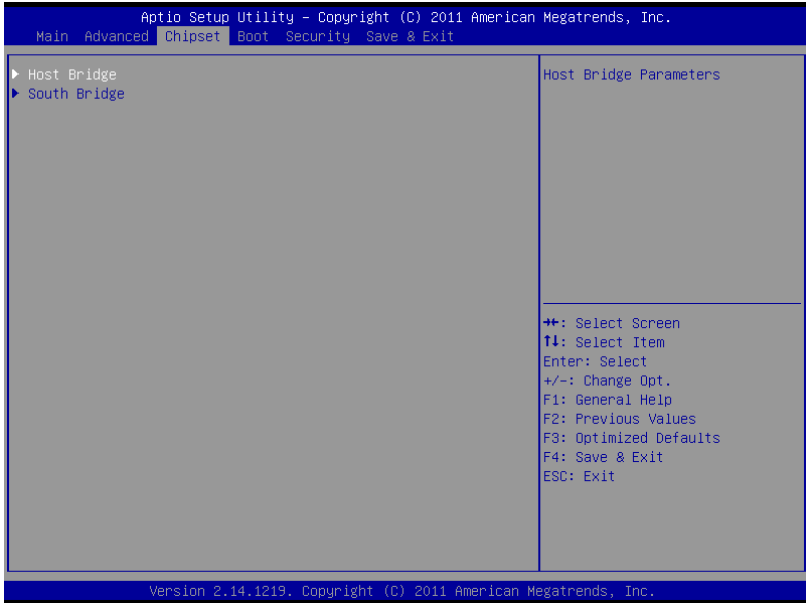 Aptio Setup Utility – Copyright (C) 2011 American Megatrends, Inc.
Main Advanced Chipset Boot Security Save & Exit
▶ Host Bridge
▶ South Bridge
Host Bridge Parameters
→←: Select Screen
↑↓: Select Item
Enter: Select
+/-: Change Opt.
F1: General Help
F2: Previous Values
F3: Optimized Defaults
F4: Save & Exit
ESC: Exit
Version 2.14.1219. Copyright (C) 2011 American Megatrends, Inc.